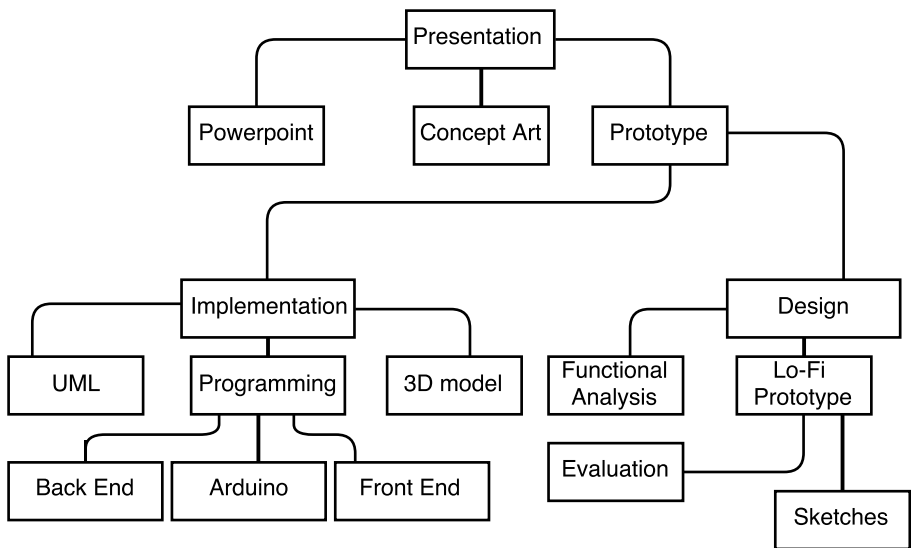 Presentation
Powerpoint
Concept Art
Prototype
Implementation
Design
UML
Programming
3D model
Functional
Analysis
Lo-Fi
Prototype
Back End
Arduino
Front End
Evaluation
Sketches